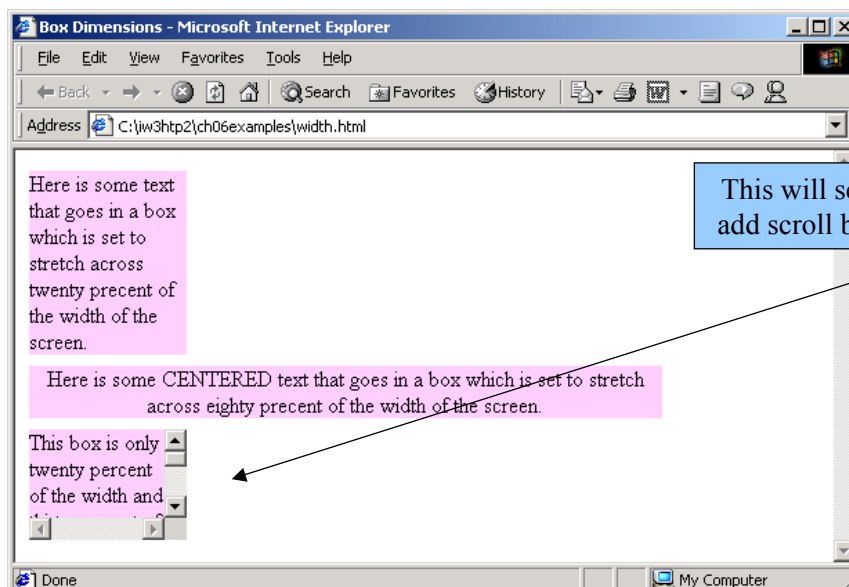 Box Dimensions - Microsoft Internet Explorer
File Edit View Favorites Tools Help
Back Search Favorites History
Address C:\iw3htp2\ch06examples\width.html
This will
add scroll
Here is some text
that goes in a box
which is set to
stretch across
twenty precent of
the width of the
screen.
Here is some CENTERED text that goes in a box which is set to stretch
across eighty precent of the width of the screen.
This box is only
twenty percent
of the width and
Done My Computer